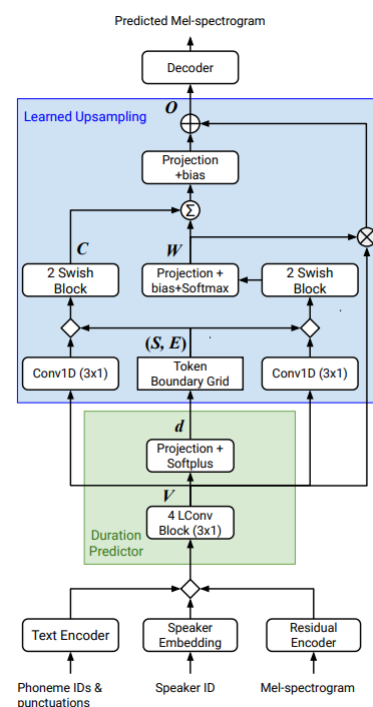 Predicted Mel-spectrogram
Decoder
O
Learned Upsampling
Projection
+bias
Σ
C
W
2 Swish
Block
Projection +
bias+Softmax
2 Swish
Block
(S, E)
Conv1D (3x1)
Token
Boundary Grid
Conv1D (3x1)
d
Projection +
Softplus
V
4 LConv
Block (3x1)
Duration
Predictor
Text Encoder
Speaker
Embedding
Residual
Encoder
Phoneme IDs &
punctuations
Speaker ID
Mel-spectrogram